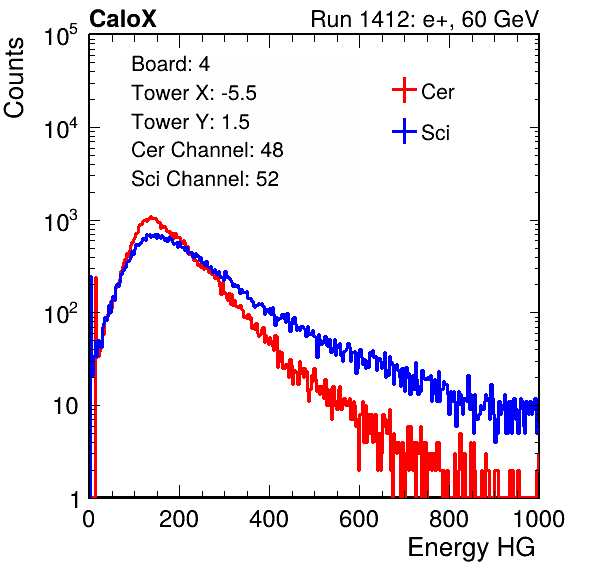 CaloX Run 1412: e+, 60 GeV
Counts
Board: 4
Tower X: -5.5
Tower Y: 1.5
Cer Channel: 48
Sci Channel: 52
Cer
Sci
10^5
10^4
10^3
10^2
10
1
0 200 400 600 800 1000
Energy HG